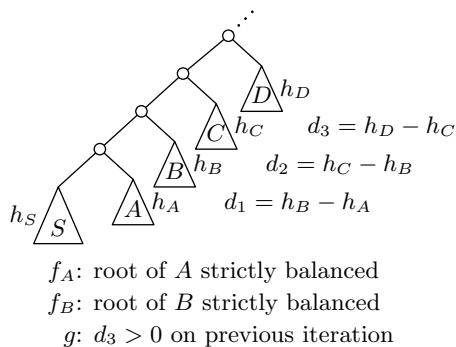 D h_D
C h_C d_3 = h_D − h_C
B h_B d_2 = h_C − h_B
h_S S A h_A d_1 = h_B − h_A
f_A: root of A strictly balanced
f_B: root of B strictly balanced
g: d_3 > 0 on previous iteration